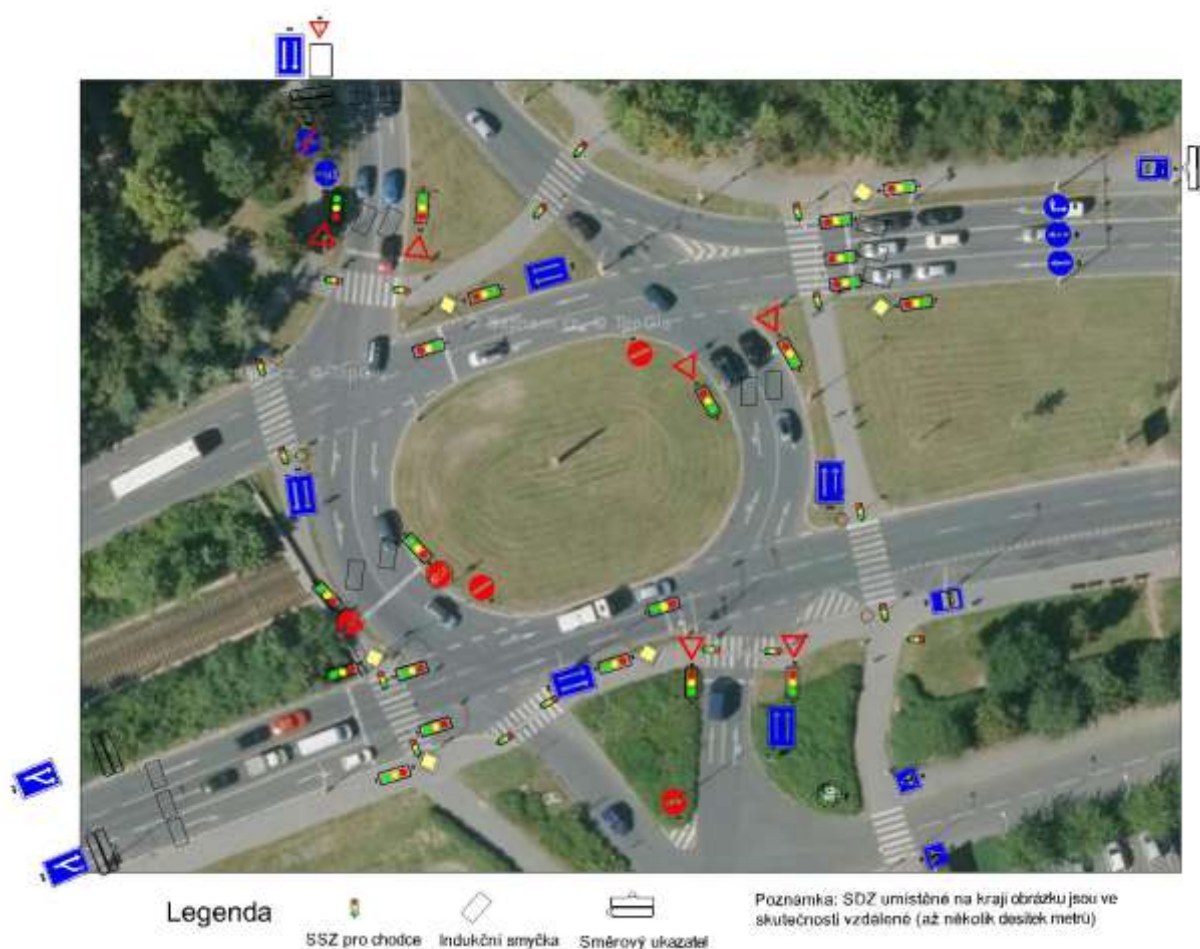 Legenda
SSZ pro chodce
Indukční smyčka
Směrový ukazatel
Poznámka: SDZ umístěné na kraji obrázku jsou ve
skutečnosti vzdálené (až několik desítek metrů)